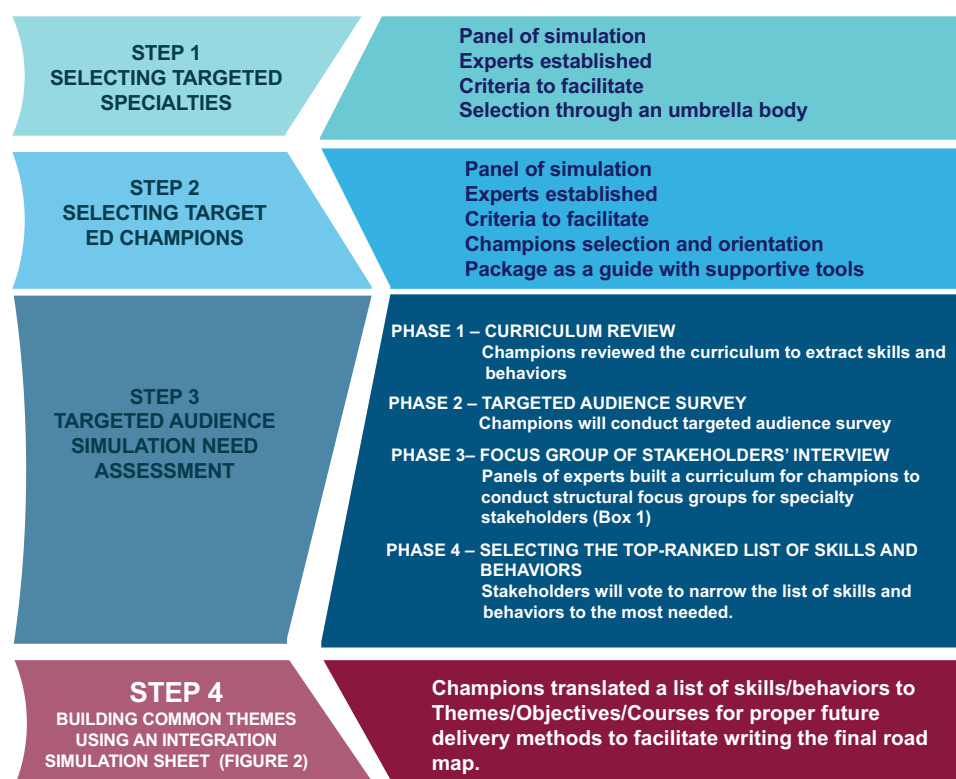 STEP 1
SELECTING TARGETED
SPECIALTIES
Panel of simulation
Experts established
Criteria to facilitate
Selection through an umbrella body
STEP 2
SELECTING TARGET
ED CHAMPIONS
Panel of simulation
Experts established
Criteria to facilitate
Champions selection and orientation
Package as a guide with supportive tools
STEP 3
TARGETED AUDIENCE
SIMULATION NEED
ASSESSMENT
PHASE 1 – CURRICULUM REVIEW
Champions reviewed the curriculum to extract skills and
behaviors
PHASE 2 – TARGETED AUDIENCE SURVEY
Champions will conduct targeted audience survey
PHASE 3– FOCUS GROUP OF STAKEHOLDERS’ INTERVIEW
Panels of experts built a curriculum for champions to
conduct structural focus groups for specialty
stakeholders (Box 1)
PHASE 4 – SELECTING THE TOP-RANKED LIST OF SKILLS AND
BEHAVIORS
Stakeholders will vote to narrow the list of skills and
behaviors to the most needed.
STEP 4
BUILDING COMMON THEMES
USING AN INTEGRATION
SIMULATION SHEET (FIGURE 2)
Champions translated a list of skills/behaviors to
Themes/Objectives/Courses for proper future
delivery methods to facilitate writing the final road
map.